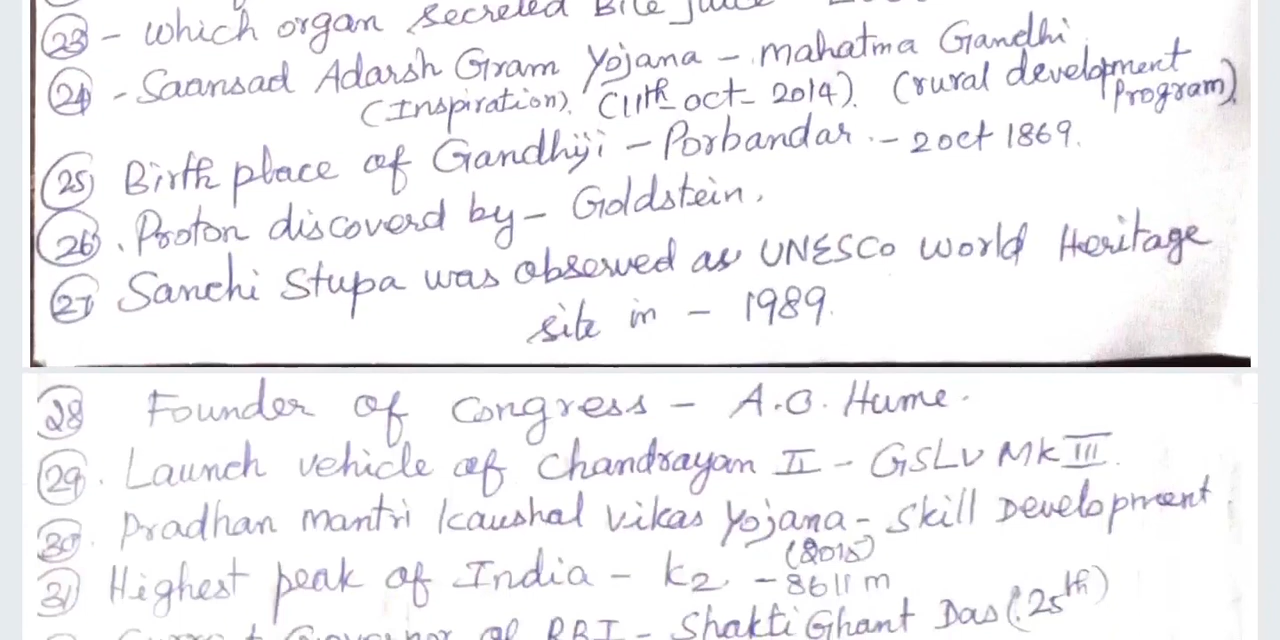 23 - which organ secreted Bile juice
24 - Saansad Adarsh Gram Yojana - mahatma Gandhi
(Inspiration). (11th oct- 2014). (rural development Program)
25 Birth place of Gandhiji - Porbandar. - 2 oct 1869.
26. Proton discoverd by - Goldstein.
27 Sanchi Stupa was observed as UNESCO World Heritage
site in - 1989.
28 Founder of Congress - A.O. Hume.
29. Launch vehicle of Chandrayan II - GSLV MK III.
30. Pradhan mantri Kaushal Vikas Yojana - Skill Development
(2015)
31 Highest peak of India - K2 - 8611 m
Governor of RBI - Shakti Ghant Das (25th)